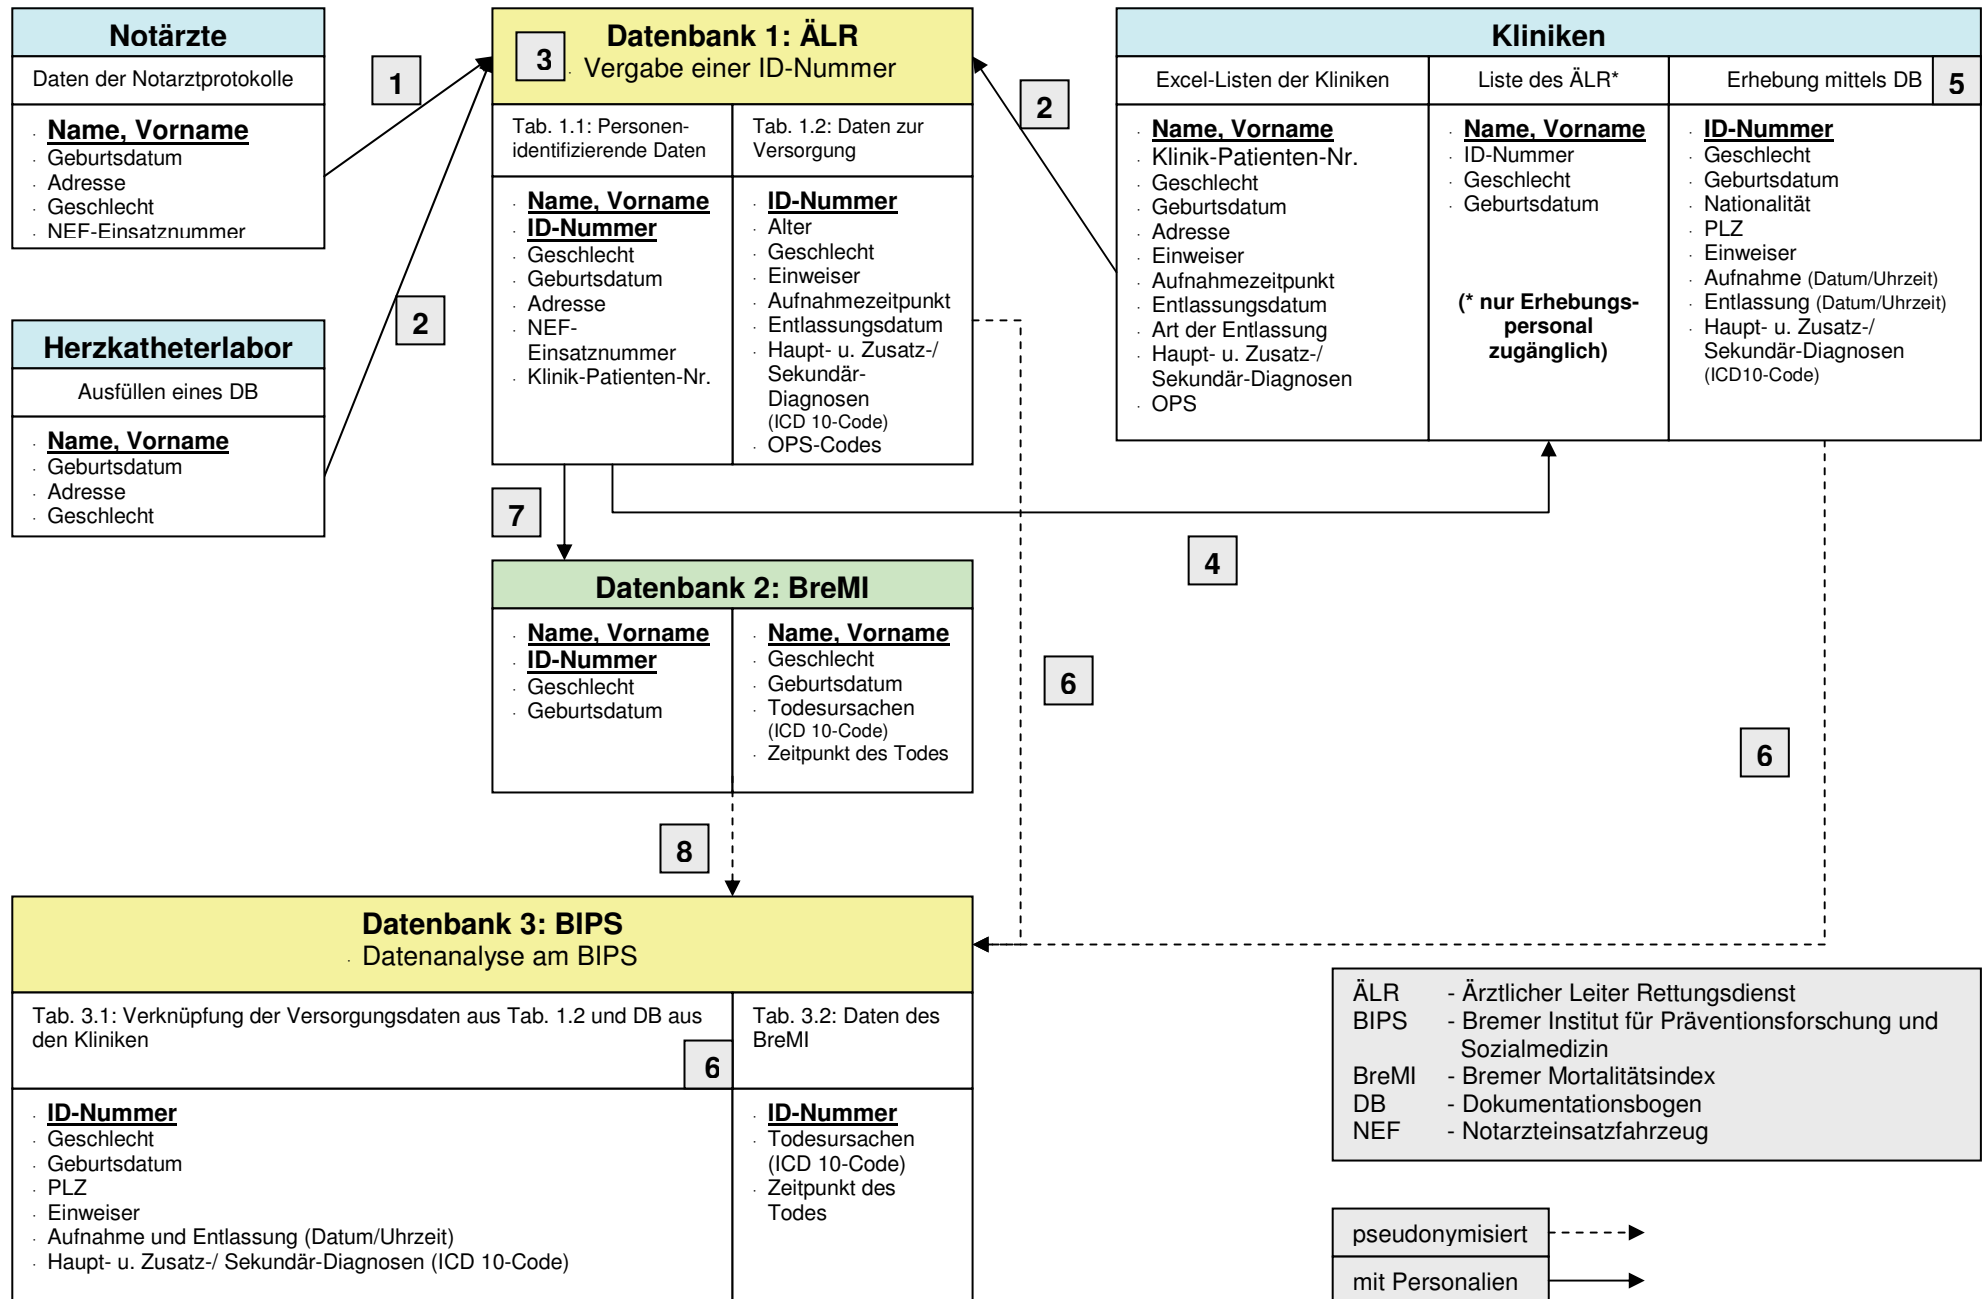 Notärzte
Daten der Notarztprotokolle
· Name, Vorname
· Geburtsdatum
· Adresse
· Geschlecht
· NEF-Einsatznummer
1
Herzkatheterlabor
Ausfüllen eines DB
· Name, Vorname
· Geburtsdatum
· Adresse
· Geschlecht
2
3
Datenbank 1: ÄLR
· Vergabe einer ID-Nummer
Tab. 1.1: Personen-
identifizierende Daten
· Name, Vorname
· ID-Nummer
· Geschlecht
· Geburtsdatum
· Adresse
· NEF-
Einsatznummer
· Klinik-Patienten-Nr.
Tab. 1.2: Daten zur
Versorgung
· ID-Nummer
· Alter
· Geschlecht
· Einweiser
· Aufnahmezeitpunkt
· Entlassungsdatum
· Haupt- u. Zusatz-/
Sekundär-
Diagnosen
(ICD 10-Code)
· OPS-Codes
2
Kliniken
Excel-Listen der Kliniken
· Name, Vorname
· Klinik-Patienten-Nr.
· Geschlecht
· Geburtsdatum
· Adresse
· Einweiser
· Aufnahmezeitpunkt
· Entlassungsdatum
· Art der Entlassung
· Haupt- u. Zusatz-/
Sekundär-Diagnosen
· OPS
Liste des ÄLR*
· Name, Vorname
· ID-Nummer
· Geschlecht
· Geburtsdatum
(* nur Erhebungs-
personal
zugänglich)
Erhebung mittels DB
5
· ID-Nummer
· Geschlecht
· Geburtsdatum
· Nationalität
· PLZ
· Einweiser
· Aufnahme (Datum/Uhrzeit)
· Entlassung (Datum/Uhrzeit)
· Haupt- u. Zusatz-/
Sekundär-Diagnosen
(ICD10-Code)
7
4
Datenbank 2: BreMI
· Name, Vorname
· ID-Nummer
· Geschlecht
· Geburtsdatum
· Name, Vorname
· Geschlecht
· Geburtsdatum
· Todesursachen
(ICD 10-Code)
· Zeitpunkt des Todes
6
6
8
Datenbank 3: BIPS
· Datenanalyse am BIPS
Tab. 3.1: Verknüpfung der Versorgungsdaten aus Tab. 1.2 und DB aus
den Kliniken
6
· ID-Nummer
· Geschlecht
· Geburtsdatum
· PLZ
· Einweiser
· Aufnahme und Entlassung (Datum/Uhrzeit)
· Haupt- u. Zusatz-/ Sekundär-Diagnosen (ICD 10-Code)
Tab. 3.2: Daten des
BreMI
· ID-Nummer
· Todesursachen
(ICD 10-Code)
· Zeitpunkt des
Todes
ÄLR - Ärztlicher Leiter Rettungsdienst
BIPS - Bremer Institut für Präventionsforschung und
Sozialmedizin
BreMI - Bremer Mortalitätsindex
DB - Dokumentationsbogen
NEF - Notarzteinsatzfahrzeug
pseudonymisiert
mit Personalien